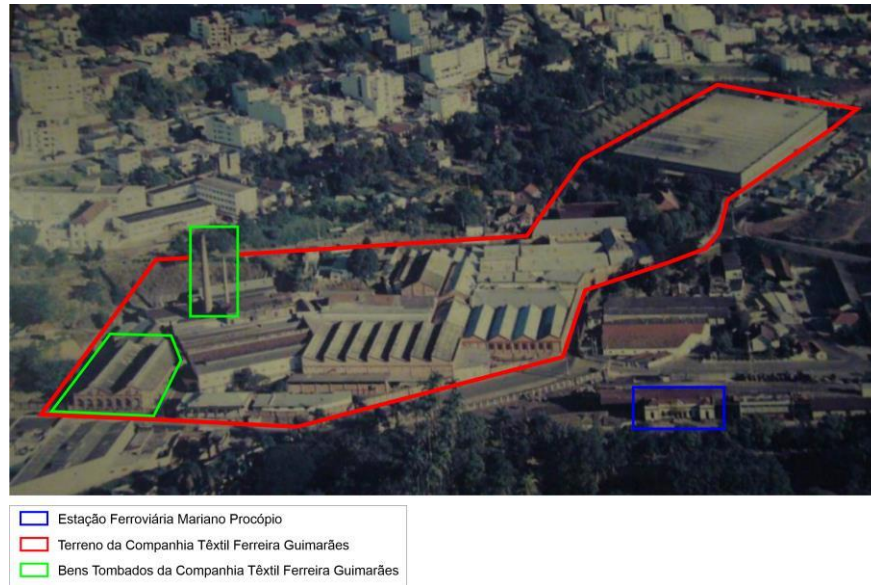 Estação Ferroviária Mariano Procópio
Terreno da Companhia Têxtil Ferreira Guimarães
Bens Tombados da Companhia Têxtil Ferreira Guimarães